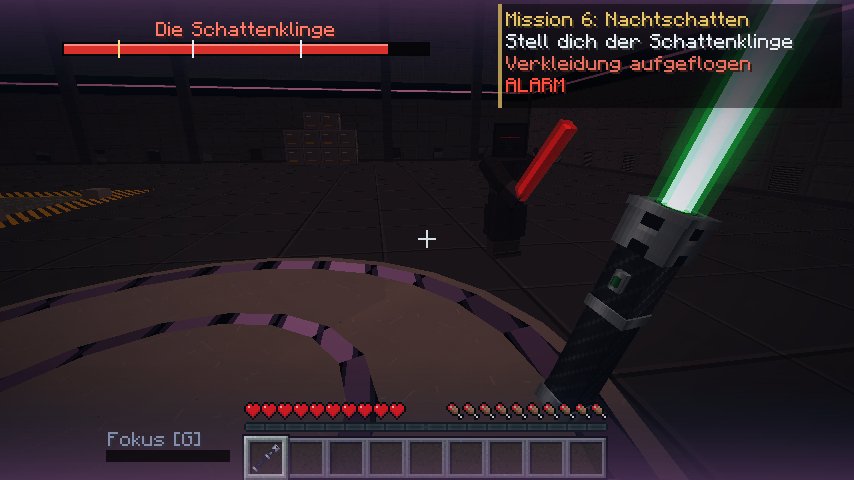 Die Schattenklinge
Mission 6: Nachtschatten
Stell dich der Schattenklinge
Verkleidung aufgeflogen
ALARM
Fokus [G]